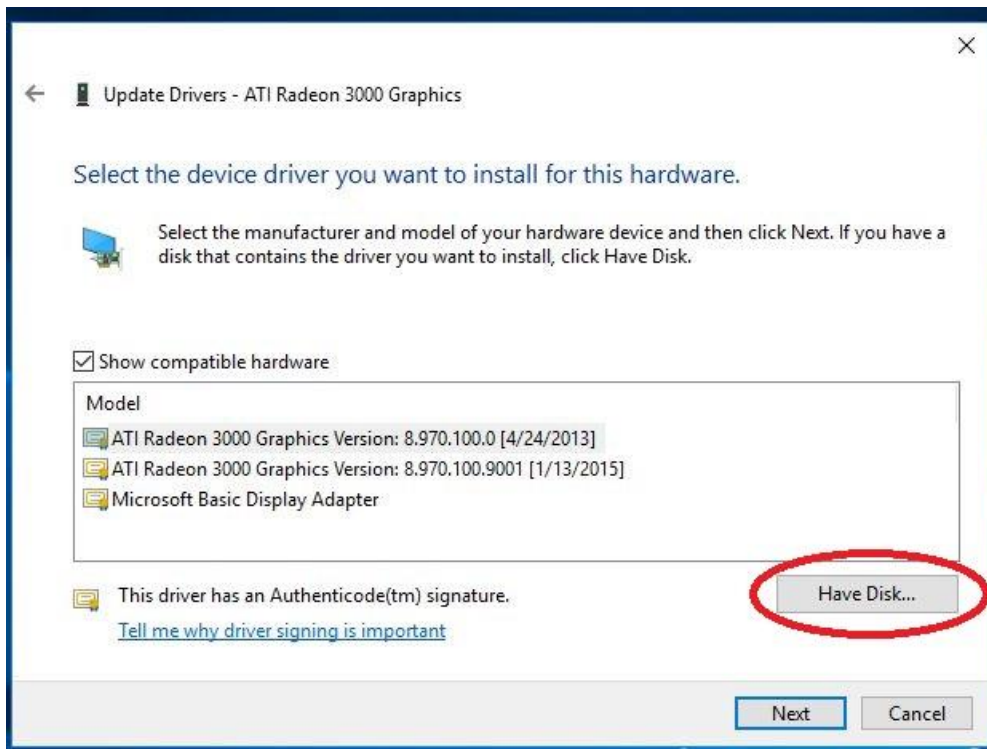 Update Drivers - ATI Radeon 3000 Graphics
Select the device driver you want to install for this hardware.
Select the manufacturer and model of your hardware device and then click Next. If you have a
disk that contains the driver you want to install, click Have Disk.
Show compatible hardware
Model
ATI Radeon 3000 Graphics Version: 8.970.100.0 [4/24/2013]
ATI Radeon 3000 Graphics Version: 8.970.100.9001 [1/13/2015]
Microsoft Basic Display Adapter
This driver has an Authenticode(tm) signature.
Have Disk...
Tell me why driver signing is important
Next
Cancel